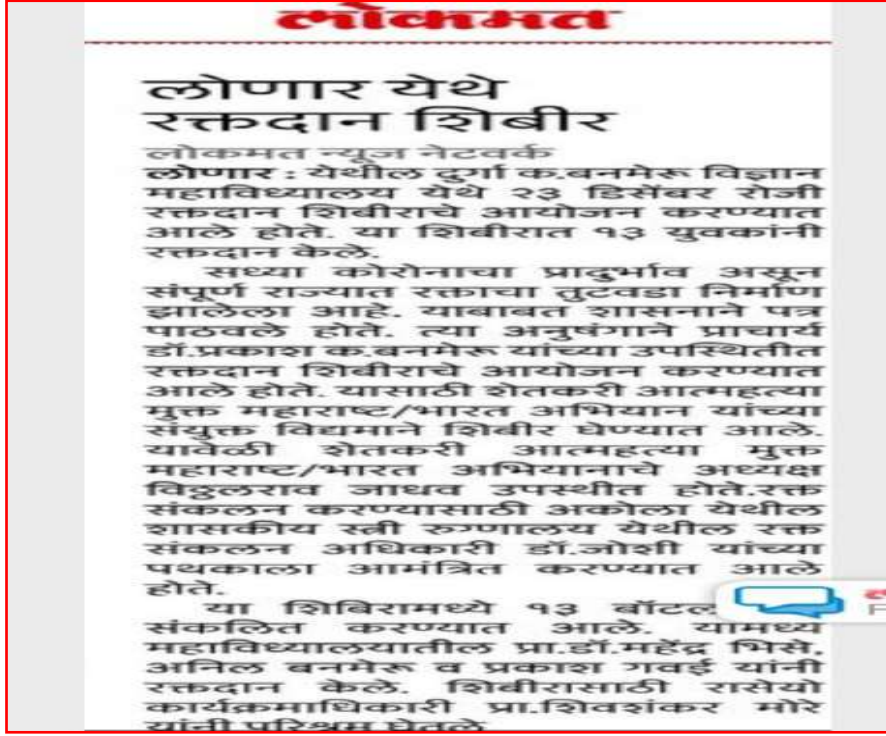 लोकमत
लोणार येथे
रक्तदान शिबीर
लोकमत न्यूज नेटवर्क
लोणार : येथील दुर्गा क.बनमेरू विज्ञान
महाविध्यालय येथे २३ डिसेंबर रोजी
रक्तदान शिबीराचे आयोजन करण्यात
आले होते. या शिबीरात १३ युवकांनी
रक्तदान केले.
सध्या कोरोनाचा प्रादुर्भाव असून
संपूर्ण राज्यात रक्ताचा तुटवडा निर्माण
झालेला आहे. याबाबत शासनाने पत्र
पाठवले होते. त्या अनुषंगाने प्राचार्य
डॉ.प्रकाश क.बनमेरू यांच्या उपस्थितीत
रक्तदान शिबीराचे आयोजन करण्यात
आले होते. यासाठी शेतकरी आत्महत्या
मुक्त महाराष्ट/भारत अभियान यांच्या
संयुक्त विद्यमाने शिबीर घेण्यात आले.
यावेळी शेतकरी आत्महत्या मुक्त
महाराष्ट/भारत अभियानाचे अध्यक्ष
विठ्ठलराव जाधव उपस्थीत होते.रक्त
संकलन करण्यासाठी अकोला येथील
शासकीय स्त्री रुग्णालय येथील रक्त
संकलन अधिकारी डॉ.जोशी यांच्या
पथकाला आमंत्रित करण्यात आले
होते.
या शिबिरामध्ये १३ बॉटल
संकलित करण्यात आले. यामध्ये
महाविध्यालयातील प्रा.डॉ.महेंद्र भिसे,
अनिल बनमेरू व प्रकाश गवई यांनी
रक्तदान केले. शिबीरासाठी रासेयो
कार्यक्रमाधिकारी प्रा.शिवशंकर मोरे
यांनी परिश्रम घेतले